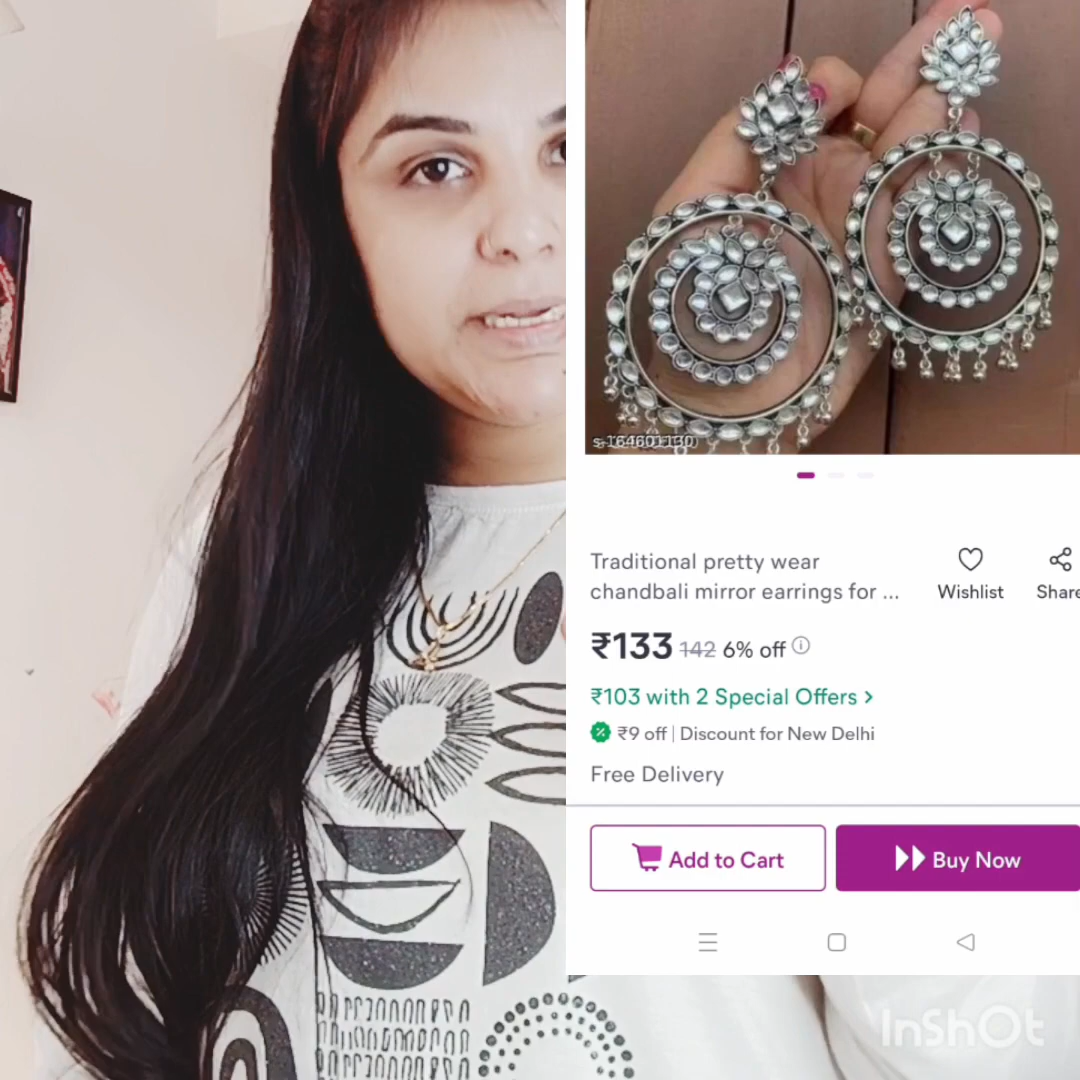 s-164601130
Traditional pretty wear
chandbali mirror earrings for ...
Wishlist
Share
₹133 142 6% off
₹103 with 2 Special Offers >
₹9 off | Discount for New Delhi
Free Delivery
Add to Cart
Buy Now
InShOt